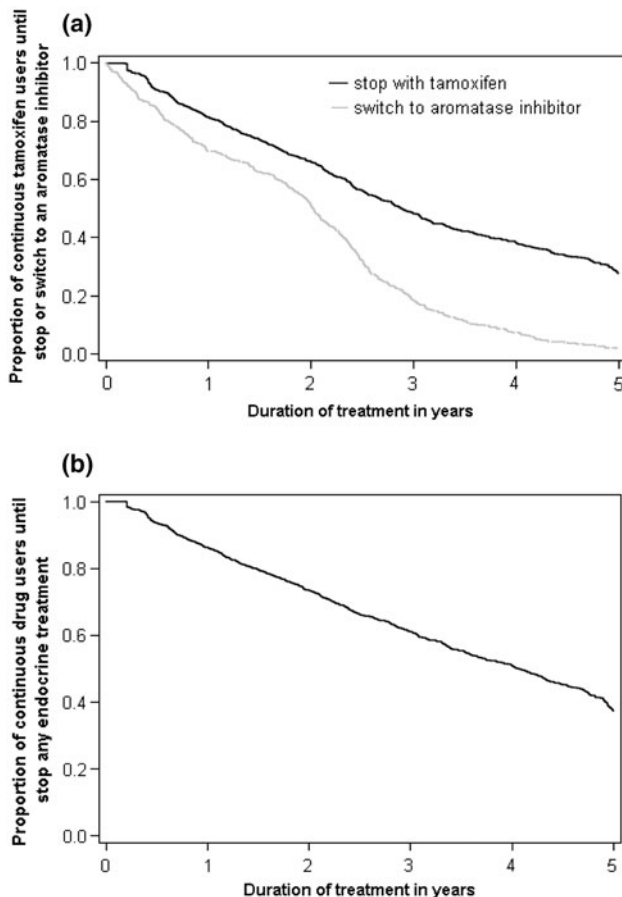 (a)
Proportion of continuous tamoxifen users until
stop or switch to an aromatase inhibitor
1.0
0.8
0.6
0.4
0.2
0.0
stop with tamoxifen
switch to aromatase inhibitor
0 1 2 3 4 5
Duration of treatment in years
(b)
Proportion of continuous drug users until
stop any endocrine treatment
1.0
0.8
0.6
0.4
0.2
0.0
0 1 2 3 4 5
Duration of treatment in years